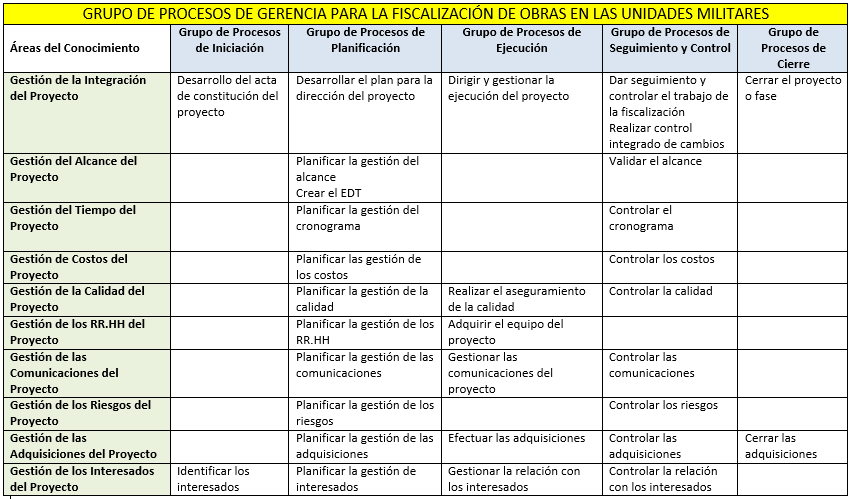 GRUPO DE PROCESOS DE GERENCIA PARA LA FISCALIZACIÓN DE OBRAS EN LAS UNIDADES MILITARES
Áreas del Conocimiento
Grupo de Procesos
de Iniciación
Grupo de Procesos de
Planificación
Grupo de Procesos de
Ejecución
Grupo de Procesos de
Seguimiento y Control
Grupo de
Procesos de
Cierre
Gestión de la Integración
del Proyecto
Desarrollo del acta
de constitución del
proyecto
Desarrollar el plan para la
dirección del proyecto
Dirigir y gestionar la
ejecución del proyecto
Dar seguimiento y
controlar el trabajo de
la fiscalización
Realizar control
integrado de cambios
Cerrar el proyecto
o fase
Gestión del Alcance del
Proyecto
Planificar la gestión del
alcance
Crear el EDT
Validar el alcance
Gestión del Tiempo del
Proyecto
Planificar la gestión del
cronograma
Controlar el
cronograma
Gestión de Costos del
Proyecto
Planificar las gestión de
los costos
Controlar los costos
Gestión de la Calidad del
Proyecto
Planificar la gestión de la
calidad
Realizar el aseguramiento
de la calidad
Controlar la calidad
Gestión de los RR.HH del
Proyecto
Planificar la gestión de los
RR.HH
Adquirir el equipo del
proyecto
Gestión de las
Comunicaciones del
Proyecto
Planificar la gestión de las
comunicaciones
Gestionar las
comunicaciones del
proyecto
Controlar las
comunicaciones
Gestión de los Riesgos del
Proyecto
Planificar la gestión de los
riesgos
Controlar los riesgos
Gestión de las
Adquisiciones del Proyecto
Planificar la gestión de las
adquisiciones
Efectuar las adquisiciones
Controlar las
adquisiciones
Cerrar las
adquisiciones
Gestión de los Interesados
del Proyecto
Identificar los
interesados
Planificar la gestión de
interesados
Gestionar la relación con
los interesados
Controlar la relación
con los interesados